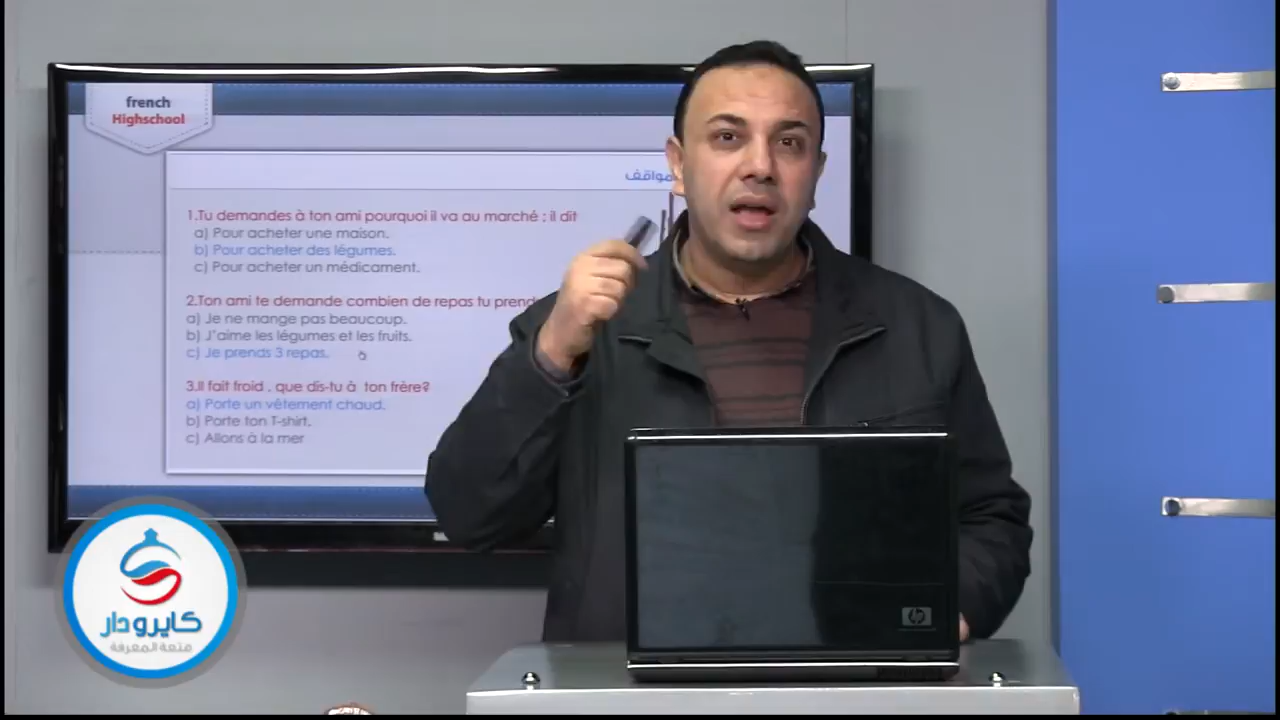 french
Highschool
مواقف
1.Tu demandes à ton ami pourquoi il va au marché ; il dit
a) Pour acheter une maison.
b) Pour acheter des légumes.
c) Pour acheter un médicament.
2.Ton ami te demande combien de repas tu prends
a) Je ne mange pas beaucoup.
b) J'aime les légumes et les fruits.
c) Je prends 3 repas.
3.Il fait froid , que dis-tu à ton frère?
a) Porte un vêtement chaud.
b) Porte ton T-shirt.
c) Allons à la mer
كايرودار
متعة المعرفة
hp